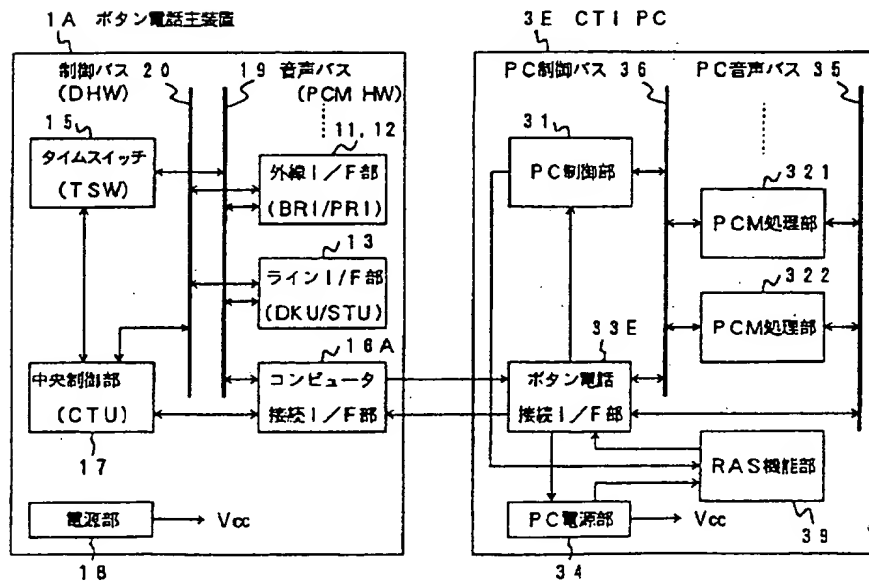 1A ボタン電話主装置
制御バス 20
(DHW)
19 音声バス
(PCM HW)
15
タイムスイッチ
(TSW)
11, 12
外線I/F部
(BRI/PRI)
13
ラインI/F部
(DKU/STU)
16A
中央制御部
(CTU)
17
コンピュータ
接続I/F部
電源部
Vcc
18
3E CTI PC
PC制御バス 36
PC音声バス 35
31
PC制御部
321
PCM処理部
322
PCM処理部
33E
ボタン電話
接続I/F部
RAS機能部
39
PC電源部
Vcc
34